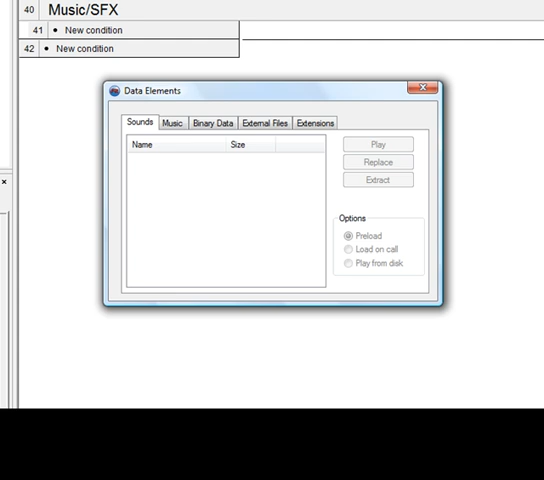 40 Music/SFX
41 • New condition
42 • New condition
Data Elements
Sounds Music Binary Data External Files Extensions
Name Size
Play
Replace
Extract
Options
Preload
Load on call
Play from disk